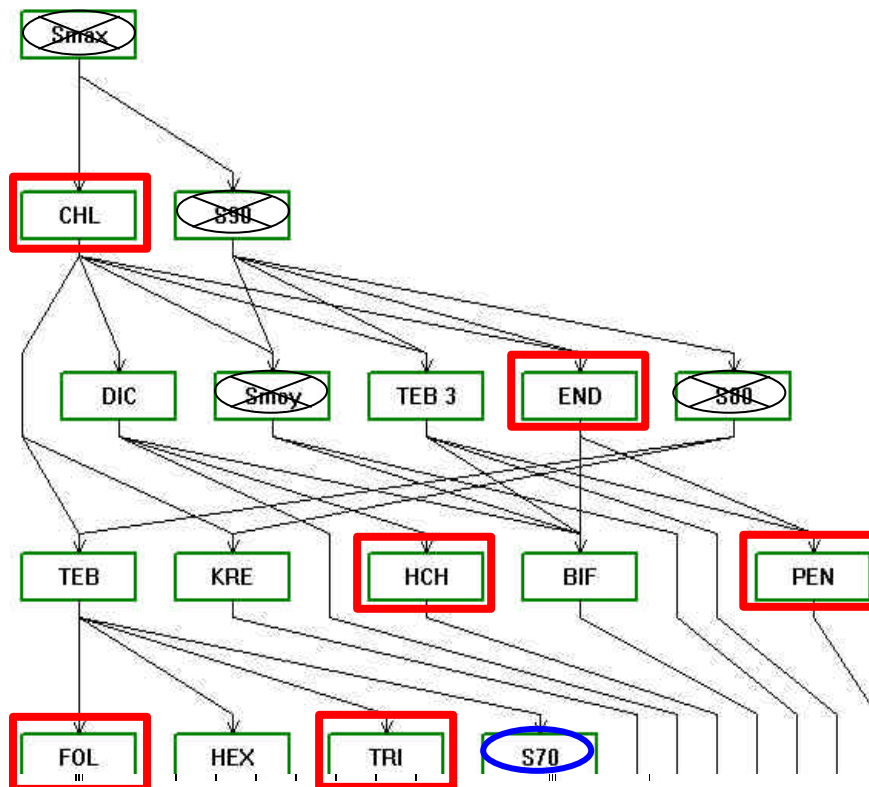 Smax
CHL S90
DIC Smoy TEB 3 END S80
TEB KRE HCH BIF PEN
FOL HEX TRI S70